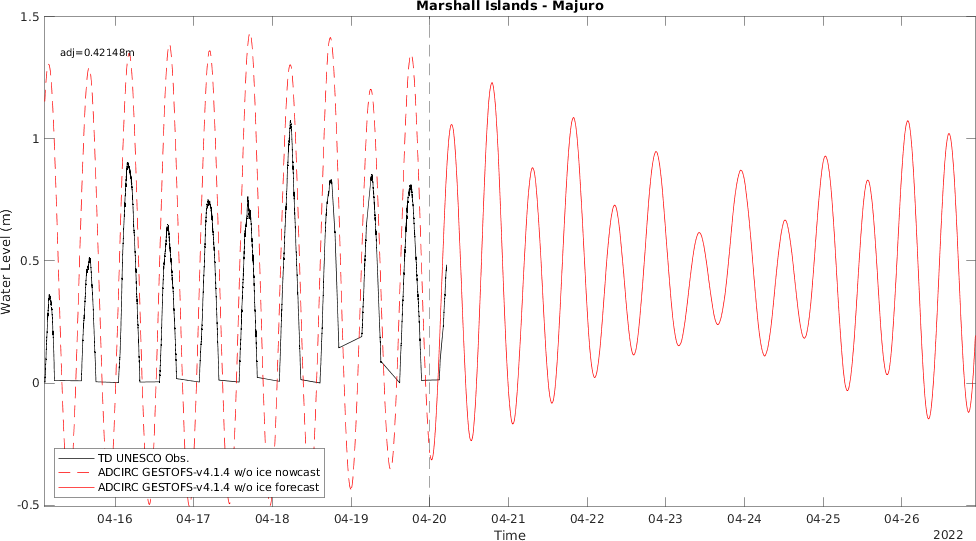 Marshall Islands - Majuro
1.5
adj=0.42148m
1
0.5
0
-0.5
Water Level (m)
TD UNESCO Obs.
ADCIRC GESTOFS-v4.1.4 w/o ice nowcast
ADCIRC GESTOFS-v4.1.4 w/o ice forecast
04-16 04-17 04-18 04-19 04-20 04-21 04-22 04-23 04-24 04-25 04-26
Time
2022